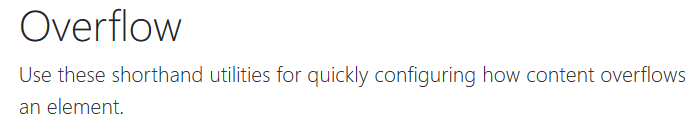 Overflow
Use these shorthand utilities for quickly configuring how content overflows
an element.